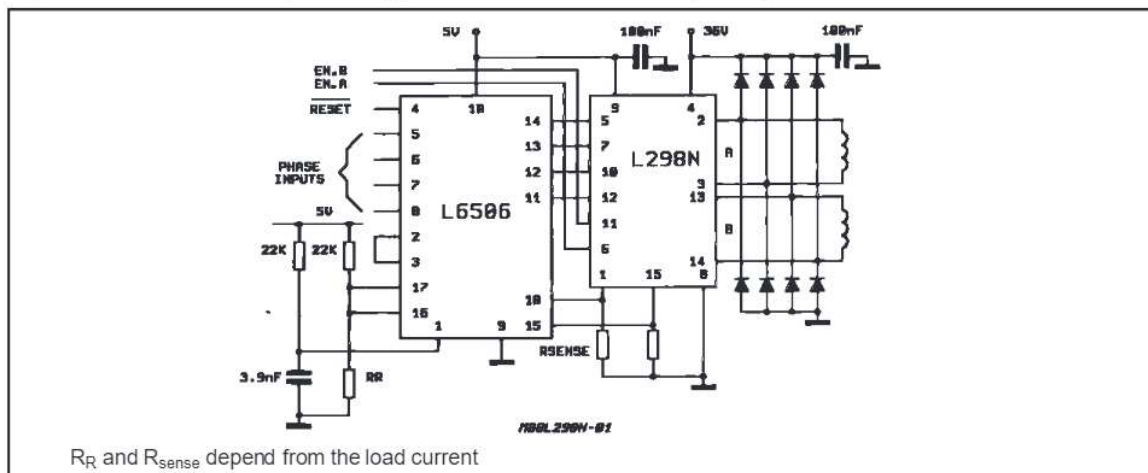 5V
100nF
36V
100nF
EN.B
EN.A
RESET
PHASE
INPUTS
5V
22K
22K
3.9nF
RR
4
5
6
7
8
2
3
17
16
1
9
10
14
13
12
11
18
15
L6506
RSENSE
9
4
5
7
10
12
11
6
1
15
8
2
3
13
14
A
B
L298N
M88L298N-01
RR and Rsense depend from the load current